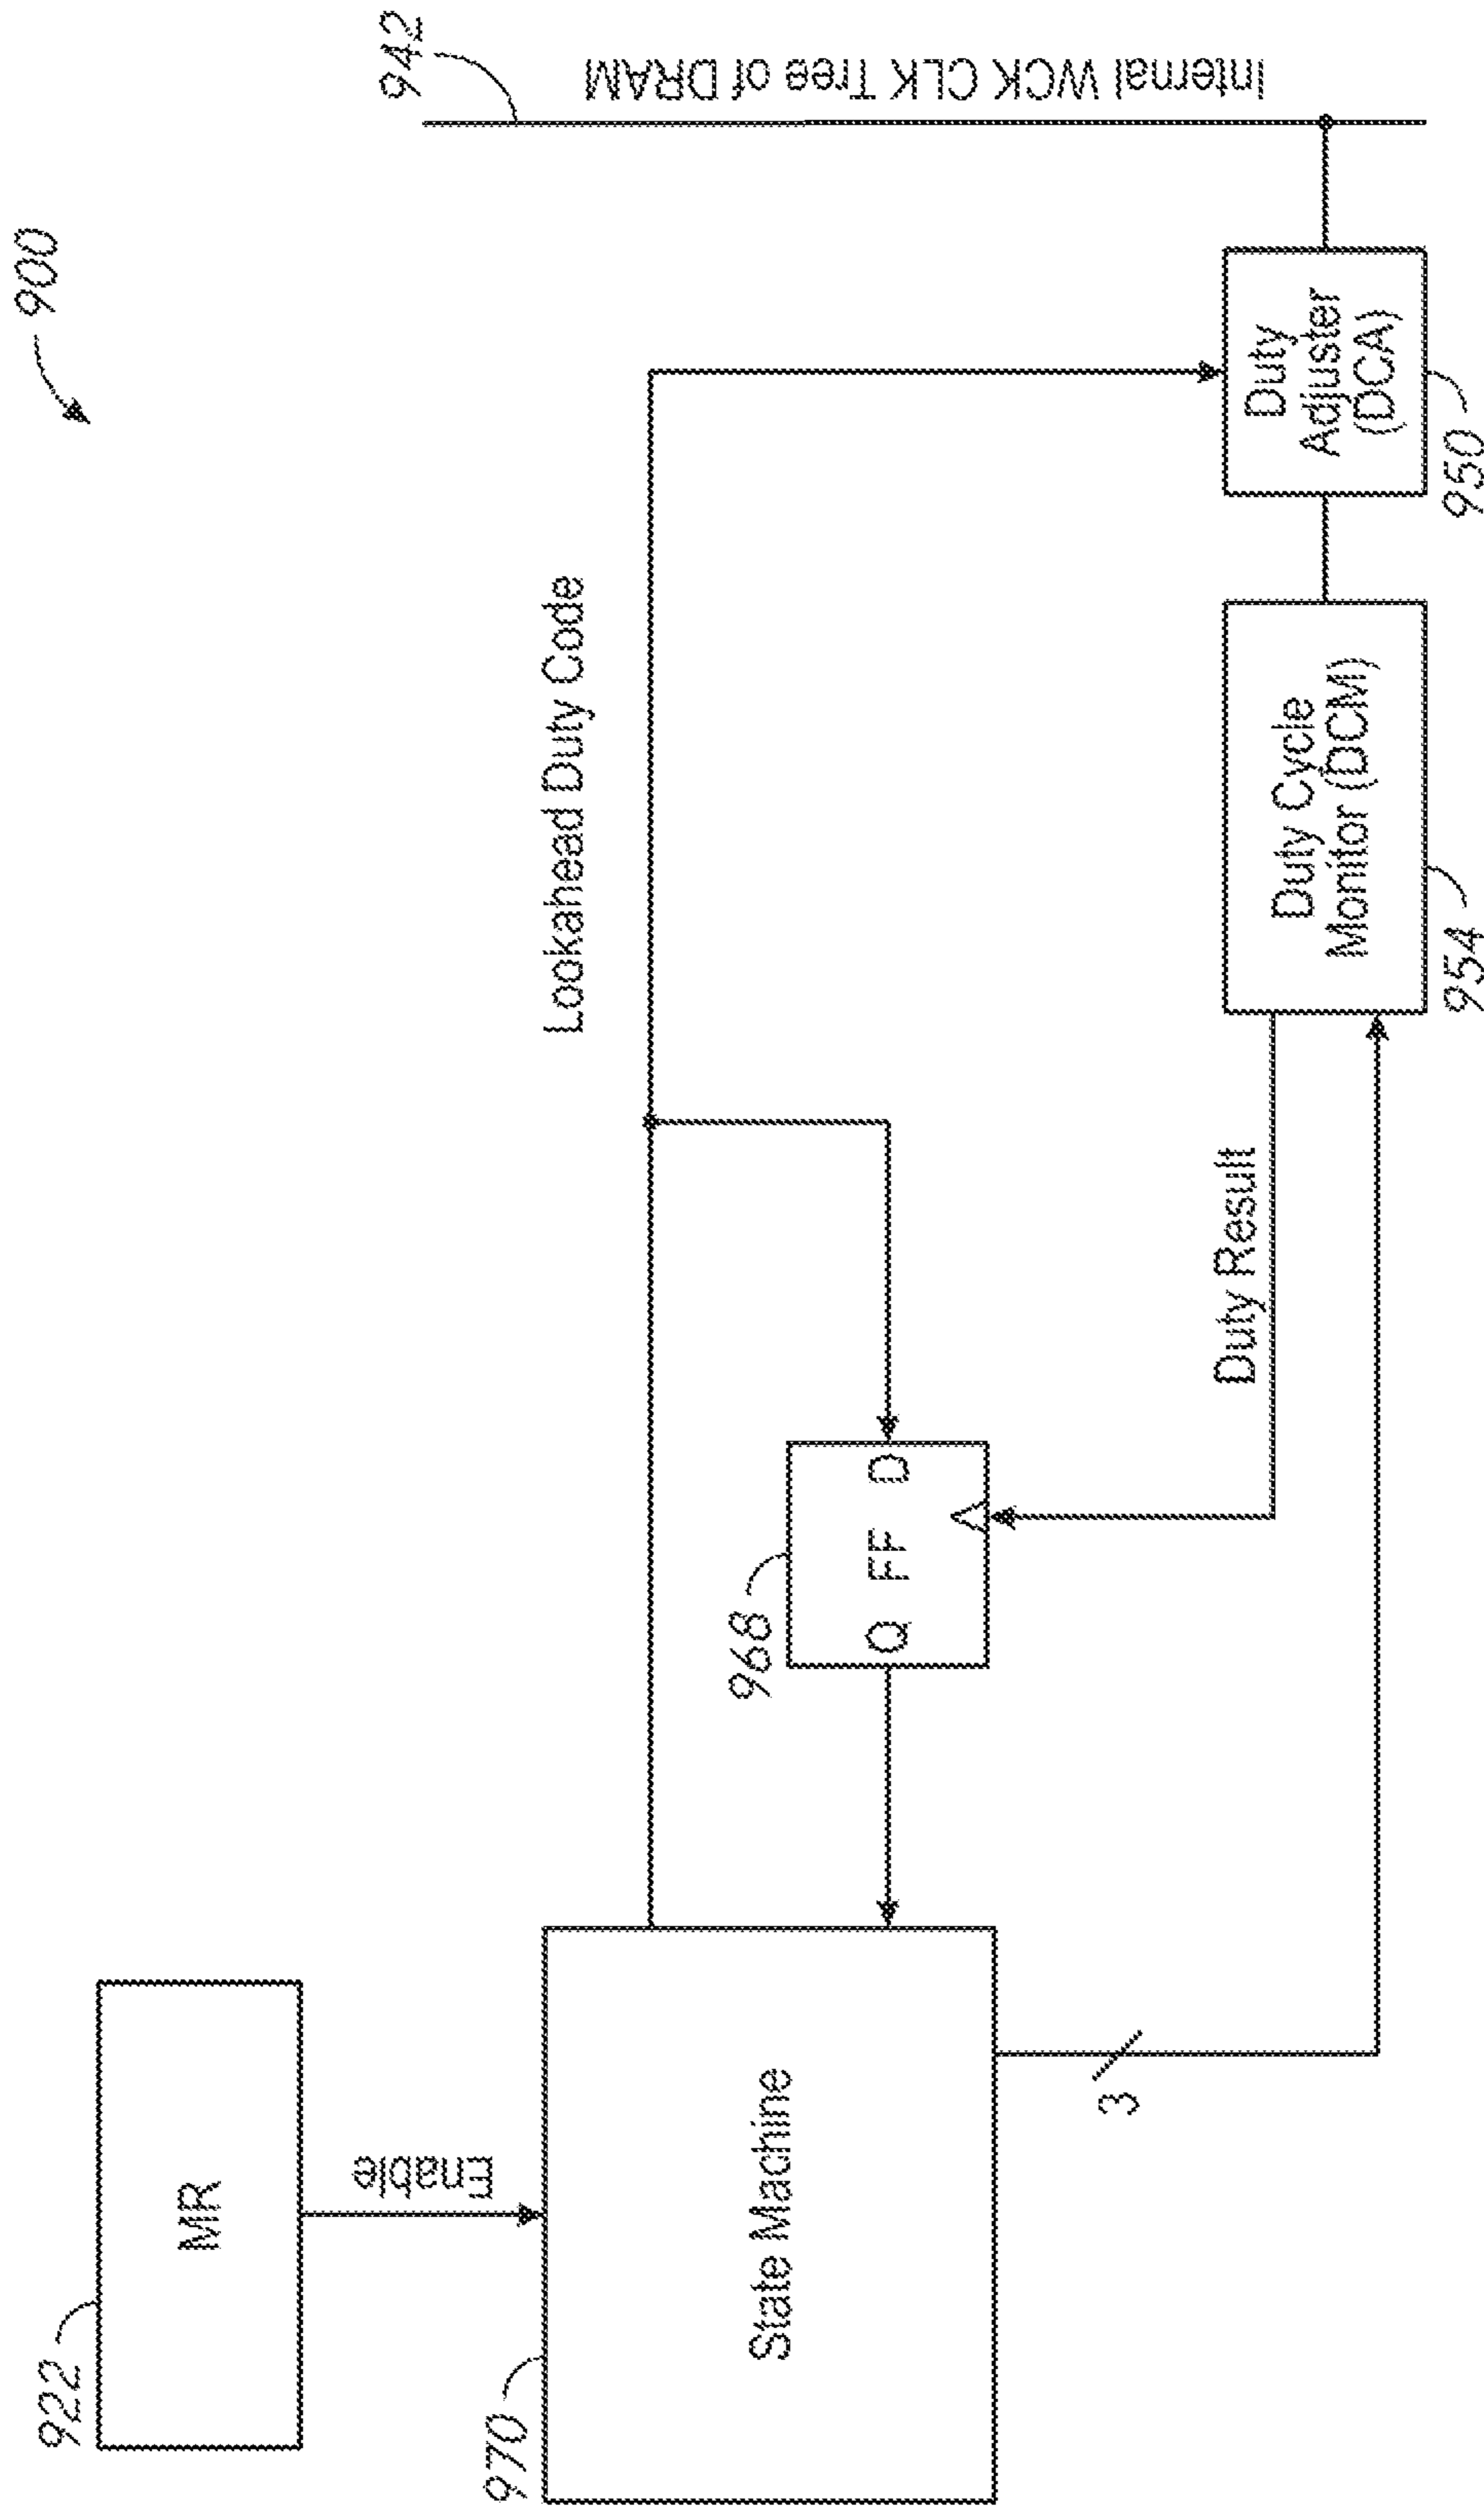 900
922
MR
Enable
970
State Machine
3
968
Q FF D
Lookahead Duty Code
Duty Result
Duty Cycle
Monitor (DCM)
954
Duty
Adjuster
(DCA)
950
942
Internal WCK CLK Tree of DRAM